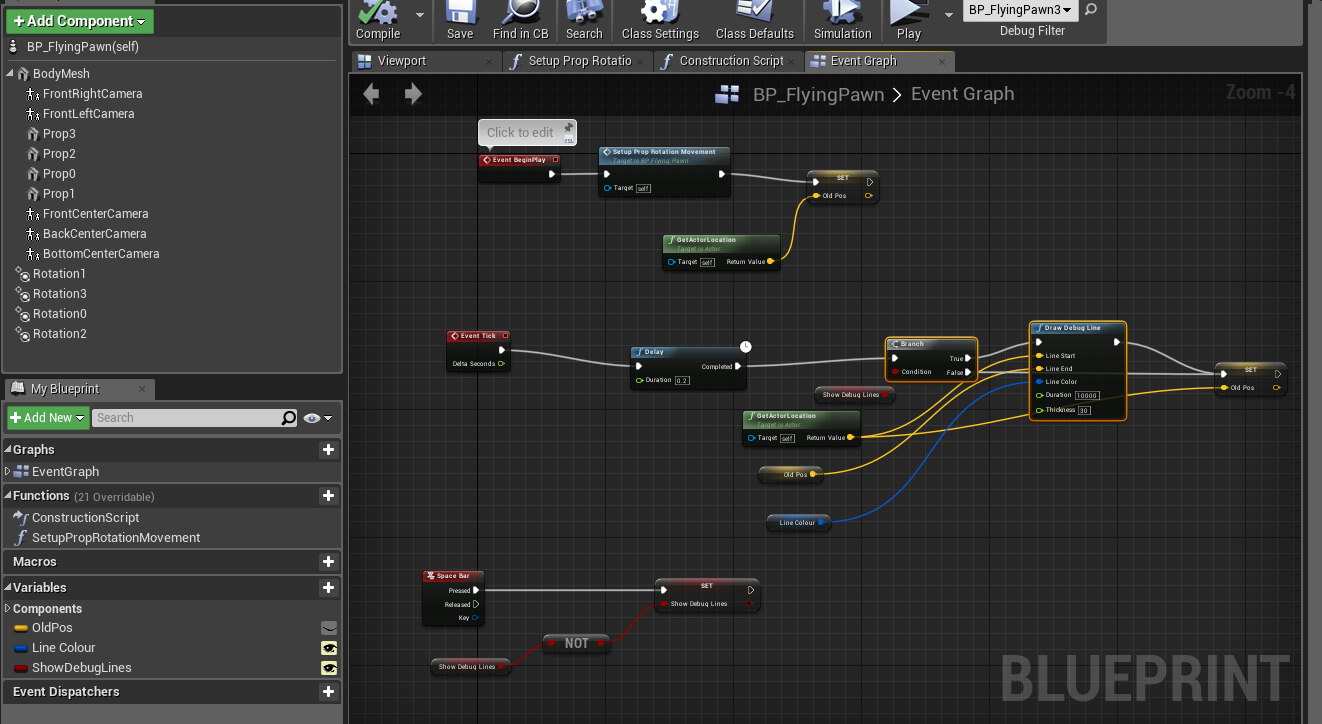 Add Component
BP_FlyingPawn(self)
BodyMesh
FrontRightCamera
FrontLeftCamera
Prop3
Prop2
Prop0
Prop1
FrontCenterCamera
BackCenterCamera
BottomCenterCamera
Rotation1
Rotation3
Rotation0
Rotation2
My Blueprint
Add New
Search
Graphs
EventGraph
Functions (21 Overridable)
ConstructionScript
SetupPropRotationMovement
Macros
Variables
Components
OldPos
Line Colour
ShowDebugLines
Event Dispatchers
Compile
Save
Find in CB
Search
Class Settings
Class Defaults
Simulation
Play
BP_FlyingPawn3
Debug Filter
Viewport
Setup Prop Rotatio
Construction Script
Event Graph
BP_FlyingPawn > Event Graph
Zoom -4
Click to edit
Event BeginPlay
Setup Prop Rotation Movement
Target is BP Flying Pawn
Target self
SET
Old Pos
GetActorLocation
Target is Actor
Target self Return Value
Event Tick
Delta Seconds
Delay
Completed
Duration 0.2
Branch
True
Condition False
Show Debug Lines
GetActorLocation
Target is Actor
Target self Return Value
Old Pos
Line Colour
Draw Debug Line
Line Start
Line End
Line Color
Duration 10000
Thickness 30
SET
Old Pos
Space Bar
Pressed
Released
Key
SET
Show Debug Lines
NOT
Show Debug Lines
BLUEPRINT